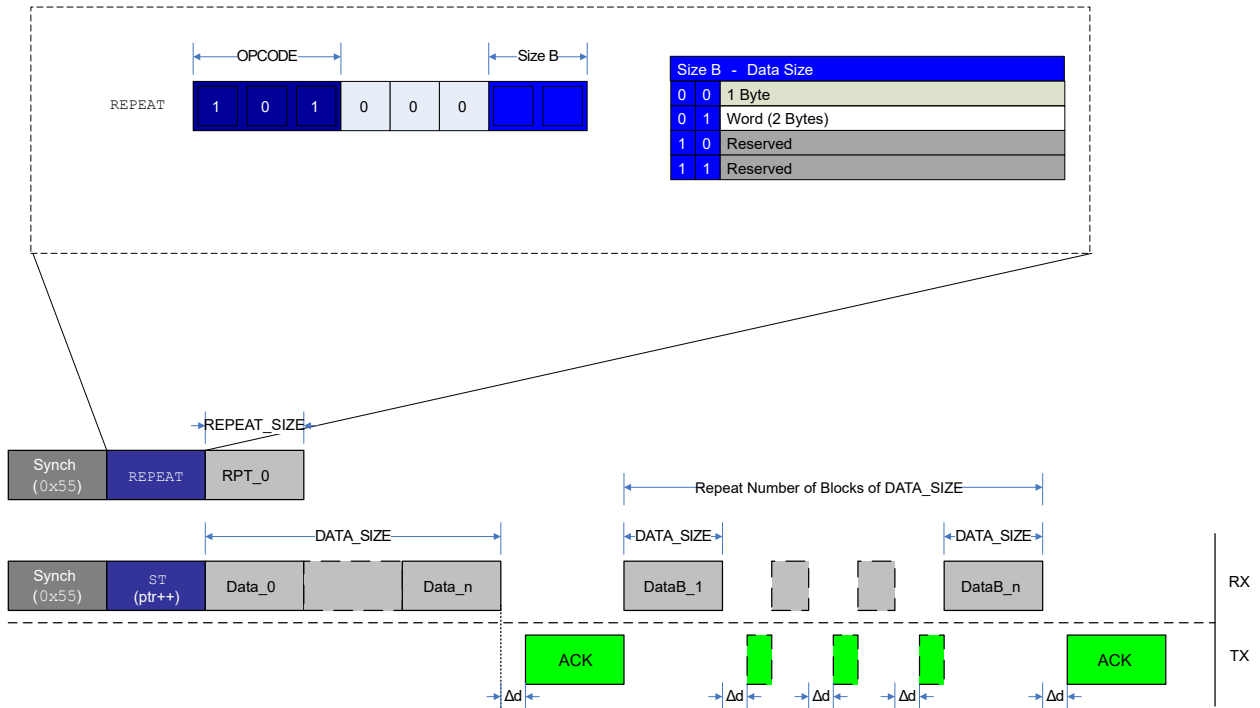 OPCODE
Size B
REPEAT
1 0 1 0 0 0
Size B - Data Size
0 0 1 Byte
0 1 Word (2 Bytes)
1 0 Reserved
1 1 Reserved
REPEAT_SIZE
Synch
(0x55)
REPEAT
RPT_0
Repeat Number of Blocks of DATA_SIZE
DATA_SIZE
DATA_SIZE
DATA_SIZE
Synch
(0x55)
ST
(ptr++)
Data_0
Data_n
DataB_1
DataB_n
RX
ACK
ACK
TX
Δd
Δd
Δd
Δd
Δd